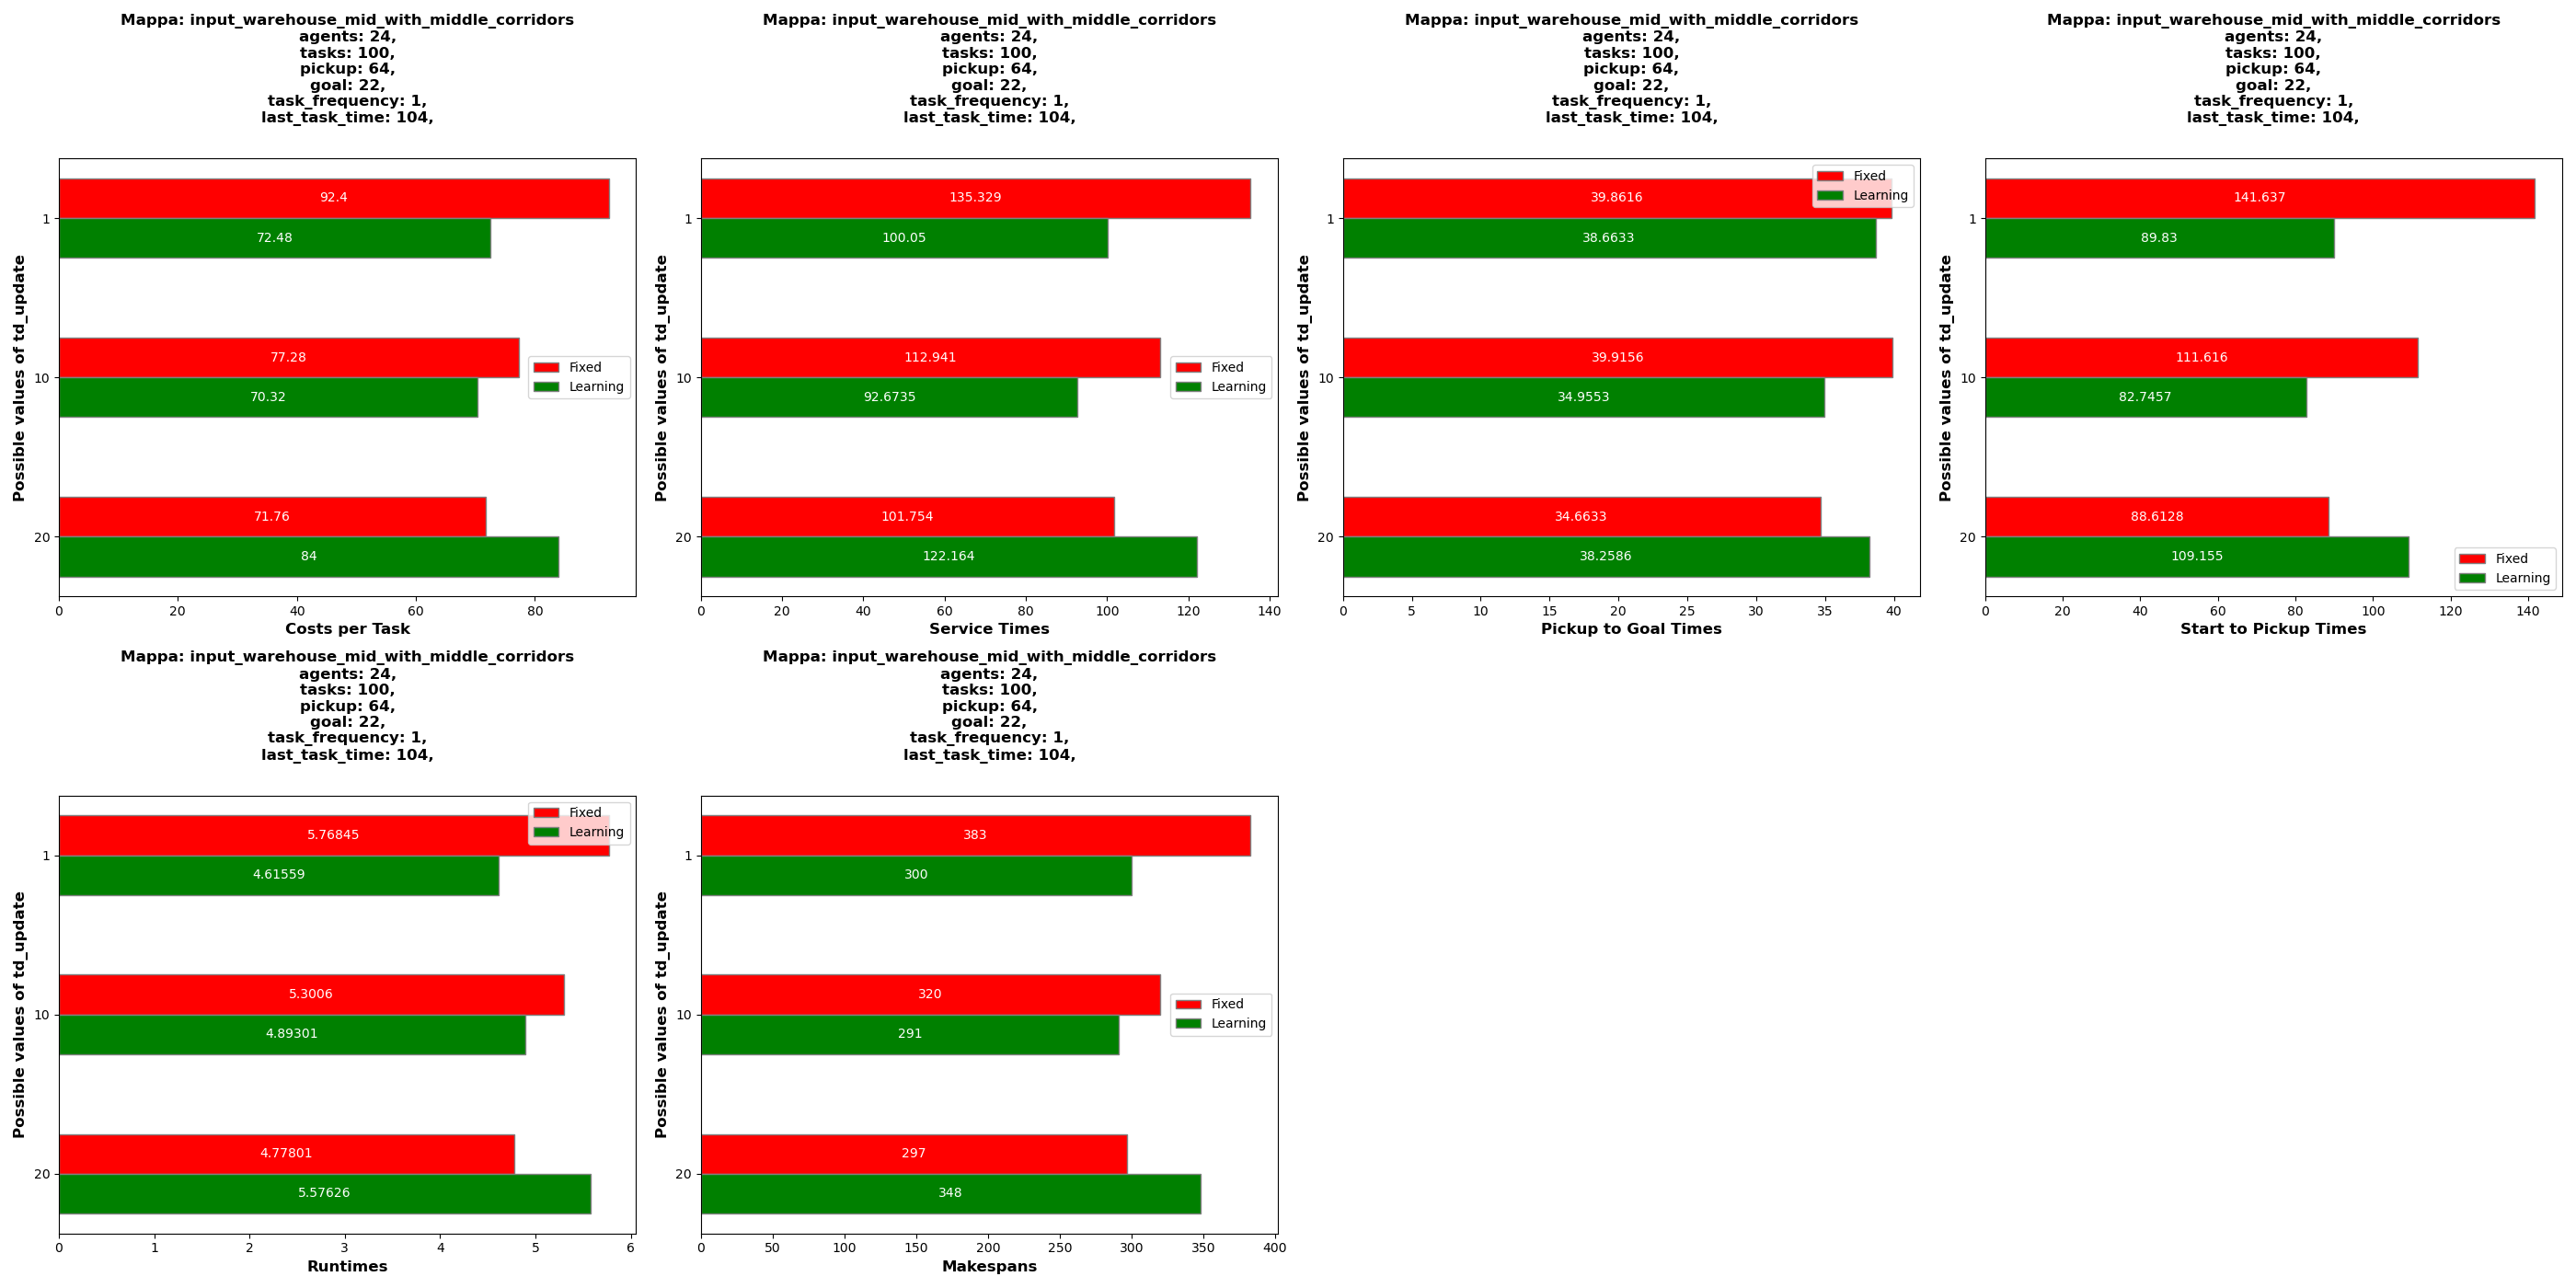 Mappa: input_warehouse_mid_with_middle_corridors
agents: 24,
tasks: 100,
pickup: 64,
goal: 22,
task_frequency: 1,
last_task_time: 104,
Possible values of td_update
1
92.4
72.48
10
77.28
70.32
Fixed
Learning
20
71.76
84
0 20 40 60 80
Costs per Task
Mappa: input_warehouse_mid_with_middle_corridors
agents: 24,
tasks: 100,
pickup: 64,
goal: 22,
task_frequency: 1,
last_task_time: 104,
Possible values of td_update
1
135.329
100.05
10
112.941
92.6735
Fixed
Learning
20
101.754
122.164
0 20 40 60 80 100 120 140
Service Times
Mappa: input_warehouse_mid_with_middle_corridors
agents: 24,
tasks: 100,
pickup: 64,
goal: 22,
task_frequency: 1,
last_task_time: 104,
Possible values of td_update
Fixed
Learning
1
39.8616
38.6633
10
39.9156
34.9553
20
34.6633
38.2586
0 5 10 15 20 25 30 35 40
Pickup to Goal Times
Mappa: input_warehouse_mid_with_middle_corridors
agents: 24,
tasks: 100,
pickup: 64,
goal: 22,
task_frequency: 1,
last_task_time: 104,
Possible values of td_update
1
141.637
89.83
10
111.616
82.7457
20
88.6128
109.155
Fixed
Learning
0 20 40 60 80 100 120 140
Start to Pickup Times
Mappa: input_warehouse_mid_with_middle_corridors
agents: 24,
tasks: 100,
pickup: 64,
goal: 22,
task_frequency: 1,
last_task_time: 104,
Possible values of td_update
Fixed
Learning
1
5.76845
4.61559
10
5.3006
4.89301
20
4.77801
5.57626
0 1 2 3 4 5 6
Runtimes
Mappa: input_warehouse_mid_with_middle_corridors
agents: 24,
tasks: 100,
pickup: 64,
goal: 22,
task_frequency: 1,
last_task_time: 104,
Possible values of td_update
1
383
300
10
320
291
Fixed
Learning
20
297
348
0 50 100 150 200 250 300 350 400
Makespans